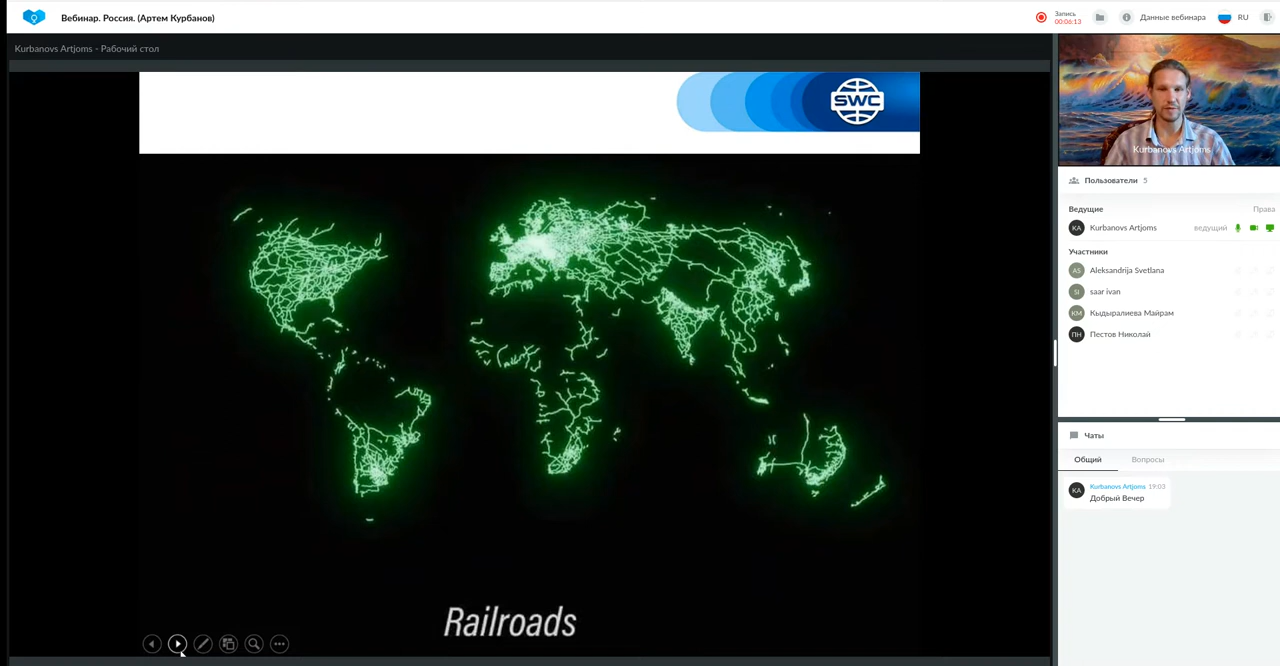 Вебинар. Россия. (Артем Курбанов)
Запись
00:06:13
Данные вебинара
RU
Kurbanovs Artjoms - Рабочий стол
SWC
Railroads
Kurbanovs Artjoms
Пользователи 5
Ведущие Права
KA Kurbanovs Artjoms ведущий
Участники
AS Aleksandrija Svetlana
SI saar ivan
КМ Кыдыралиева Майрам
ПН Пестов Николай
Чаты
Общий Вопросы
KA Kurbanovs Artjoms 19:03
Добрый Вечер